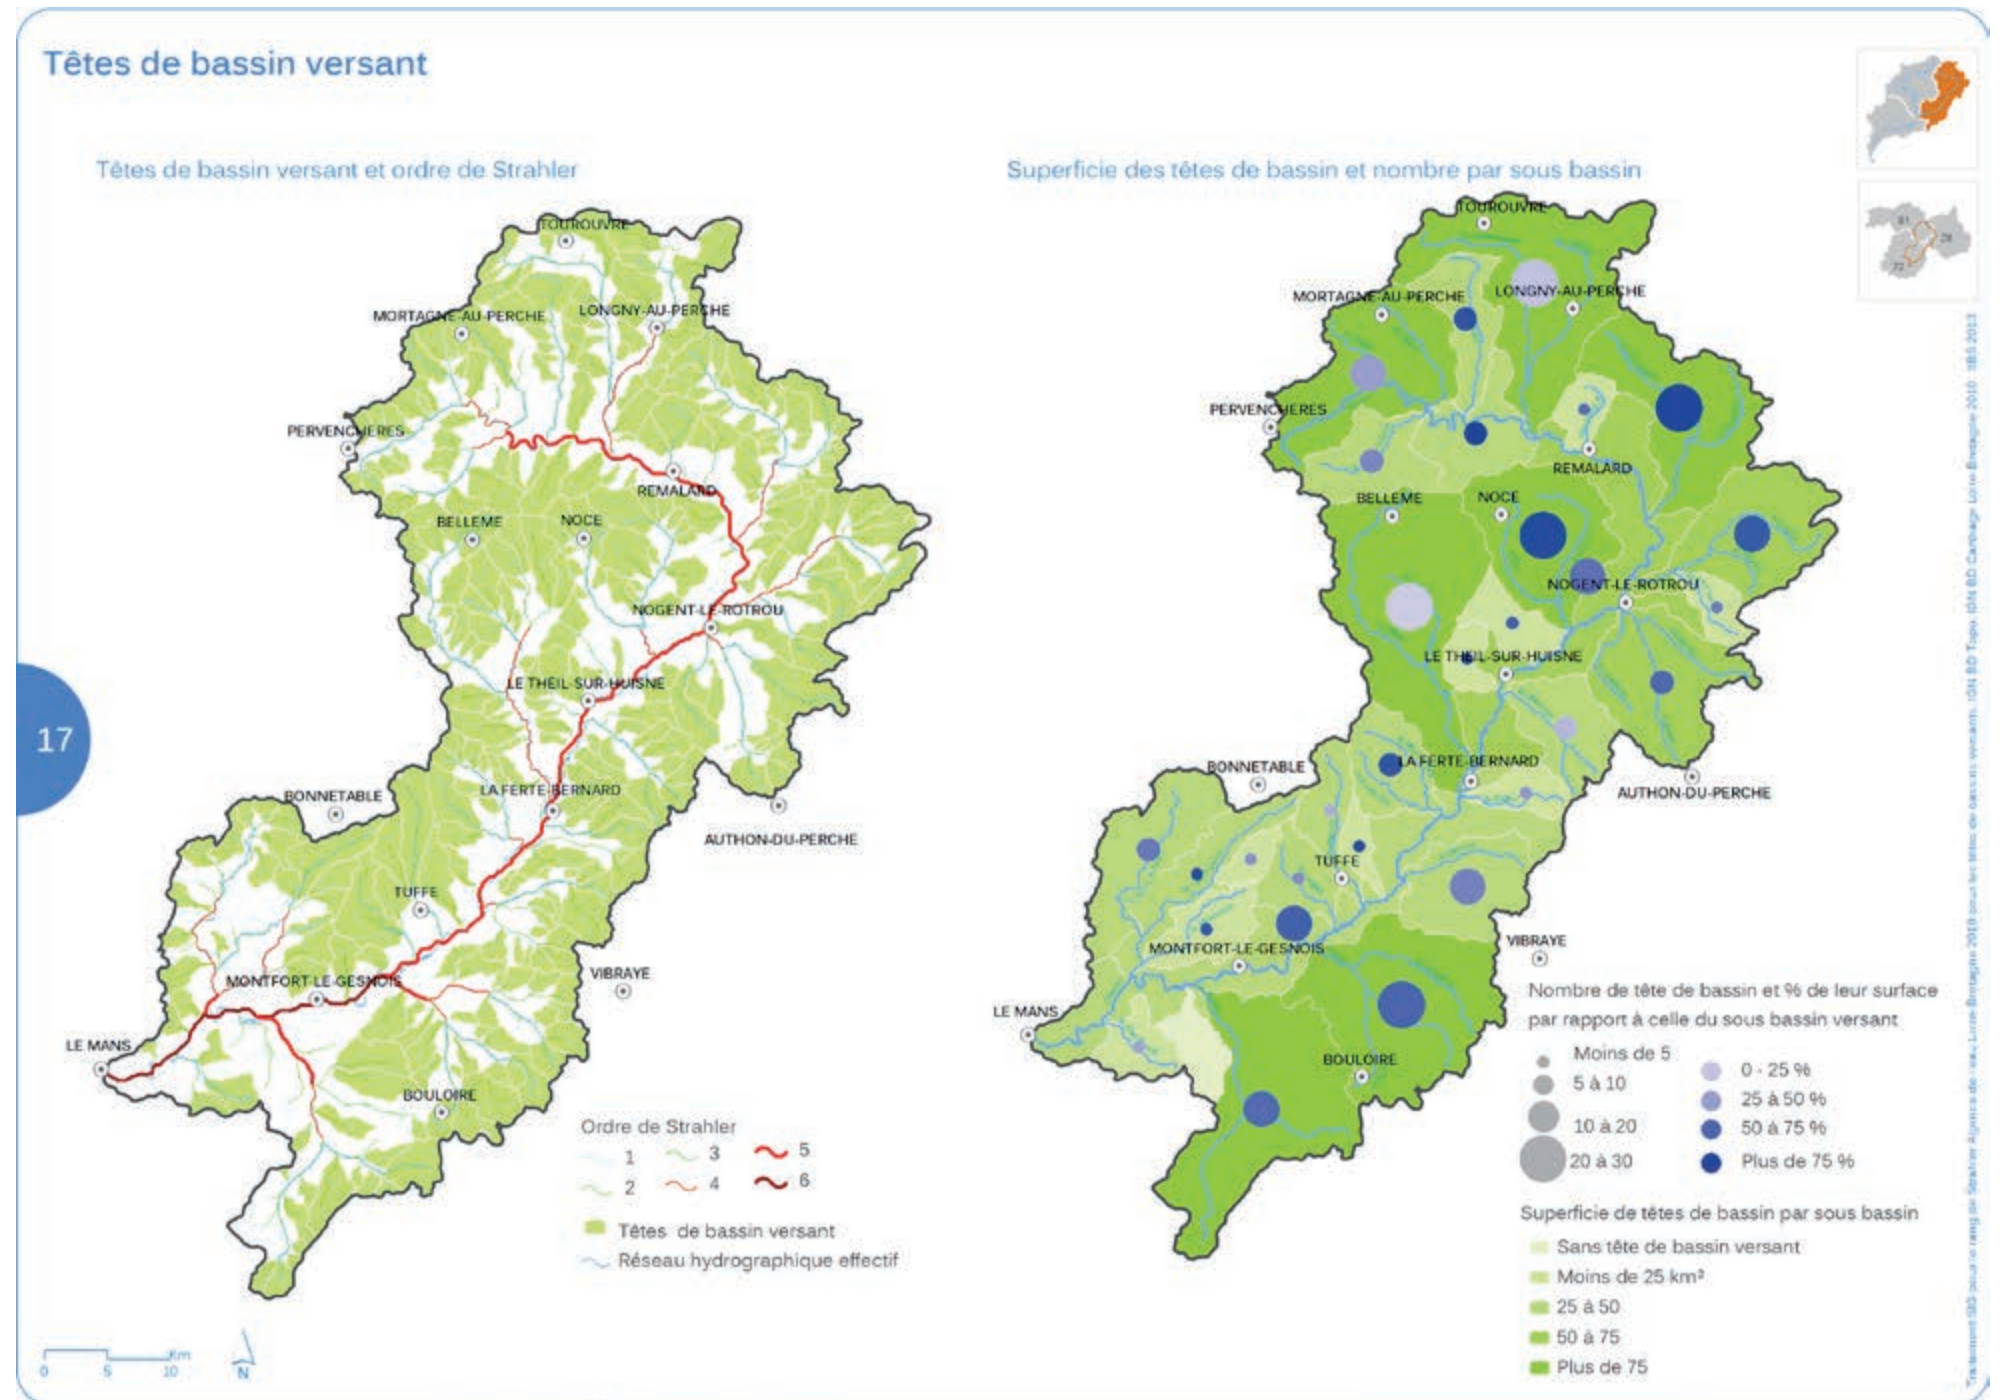 Têtes de bassin versant
Têtes de bassin versant et ordre de Strahler
TOUROUVRE
MORTAGNE-AU-PERCHE
LONGNY-AU-PERCHE
PERVENCHERES
REMALARD
BELLEME
NOCE
NOGENT-LE-ROTROU
LE THEIL-SUR-HUISNE
LA FERTE-BERNARD
BONNETABLE
AUTHON-DU-PERCHE
TUFFE
MONTFORT-LE-GESNOIS
VIBRAYE
LE MANS
BOULOIRE
17
Ordre de Strahler
1
3
5
2
4
6
Têtes de bassin versant
Réseau hydrographique effectif
0 5 10
Km
N
Superficie des têtes de bassin et nombre par sous bassin
TOUROUVRE
MORTAGNE-AU-PERCHE
LONGNY-AU-PERCHE
PERVENCHERES
REMALARD
BELLEME
NOCE
NOGENT-LE-ROTROU
LE THEIL-SUR-HUISNE
LA FERTE-BERNARD
BONNETABLE
AUTHON-DU-PERCHE
TUFFE
MONTFORT-LE-GESNOIS
VIBRAYE
LE MANS
BOULOIRE
Nombre de tête de bassin et % de leur surface
par rapport à celle du sous bassin versant
Moins de 5
5 à 10
10 à 20
20 à 30
0 - 25 %
25 à 50 %
50 à 75 %
Plus de 75 %
Superficie de têtes de bassin par sous bassin
Sans tête de bassin versant
Moins de 25 km²
25 à 50
50 à 75
Plus de 75
61
28
72